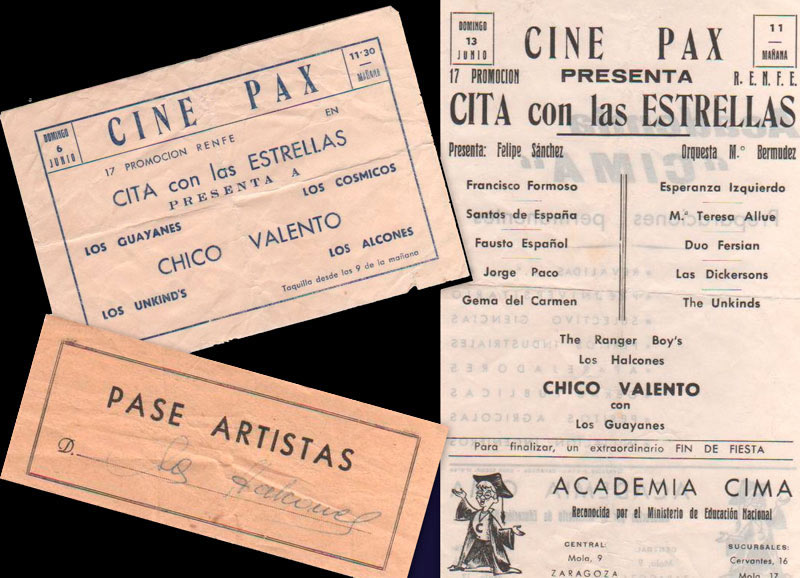 DOMINGO
6
JUNIO
CINE PAX
11'30
MAÑANA
17 PROMOCION RENFE
EN
CITA con las ESTRELLAS
PRESENTA A
LOS GUAYANES
LOS COSMICOS
CHICO VALENTO
LOS UNKIND'S
LOS ALCONES
Taquilla desde las 9 de la mañana
PASE ARTISTAS
D. Los Halcones
DOMINGO
13
JUNIO
CINE PAX
11
MAÑANA
17 PROMOCION
PRESENTA
R. E. N. F. E.
CITA con las ESTRELLAS
Presenta: Felipe Sánchez
Orquesta M.º Bermudez
Francisco Formoso
Esperanza Izquierdo
Santos de España
M.ª Teresa Allue
Fausto Español
Duo Fersian
Jorge Paco
Las Dickersons
Gema del Carmen
The Unkinds
The Ranger Boy's
Los Halcones
CHICO VALENTO
con
Los Guayanes
Para finalizar, un extraordinario FIN DE FIESTA
C
ACADEMIA CIMA
Reconocida por el Ministerio de Educación Nacional
CENTRAL:
Mola, 9
ZARAGOZA
SUCURSALES:
Cervantes, 16
Mola, 17